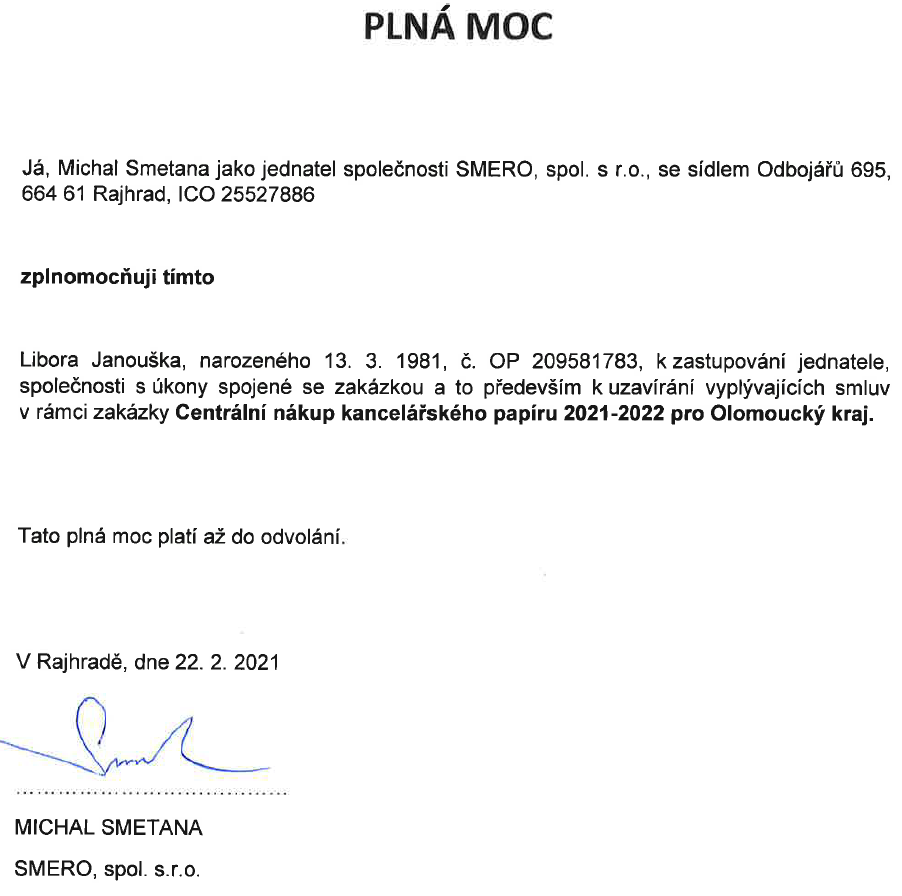 PLNÁ MOC
Já, Michal Smetana jako jednatel společnosti SMERO, spol. s r.o., se sídlem Odbojářů 695,
664 61 Rajhrad, ICO 25527886
zplnomocňuji tímto
Libora Janouška, narozeného 13. 3. 1981, č. OP 209581783, k zastupování jednatele,
společnosti s úkony spojené se zakázkou a to především k uzavírání vyplývajících smluv
v rámci zakázky Centrální nákup kancelářského papíru 2021-2022 pro Olomoucký kraj.
Tato plná moc platí až do odvolání.
V Rajhradě, dne 22. 2. 2021
MICHAL SMETANA
SMERO, spol. s.r.o.